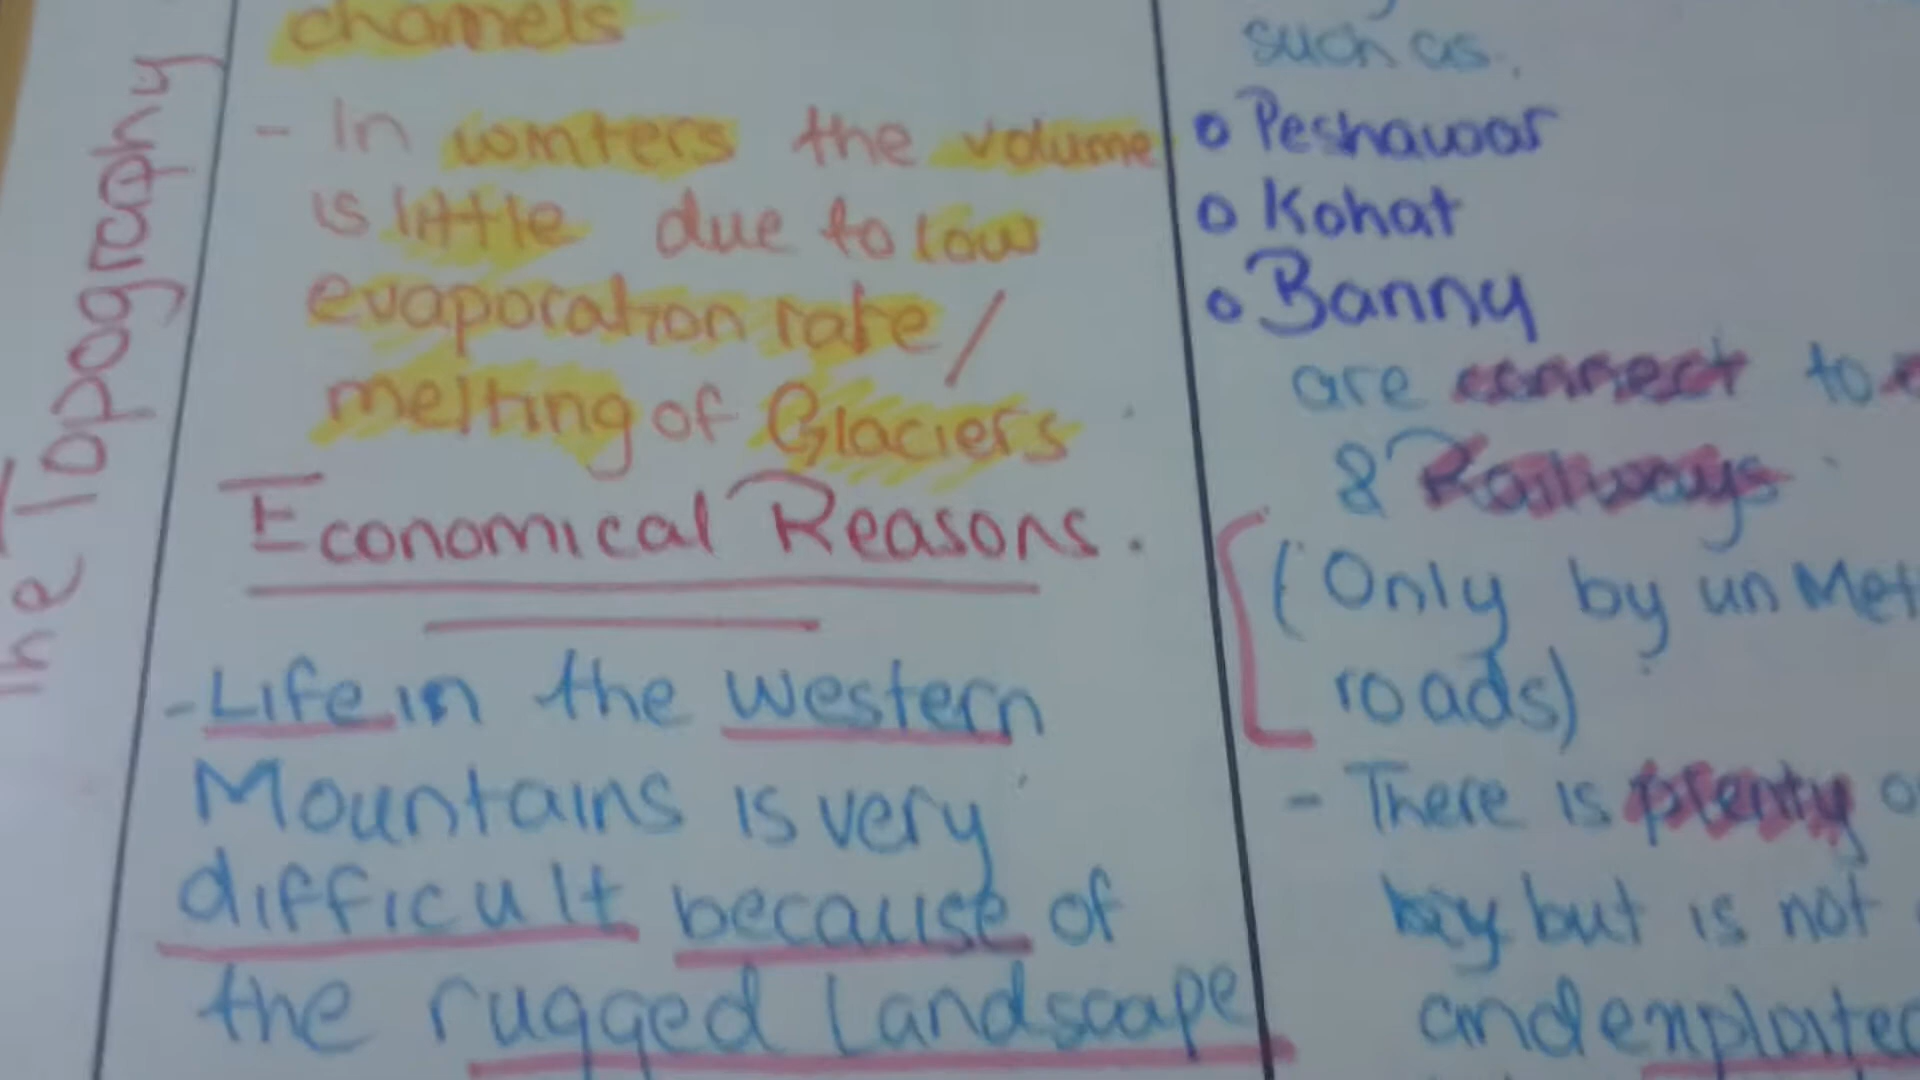 The Topography
channels
- In winters the volume
is little due to low
evaporation rate/
melting of Glaciers
Economical Reasons.
- Life in the western
Mountains is very
difficult because of
the rugged landscape
such as.
o Peshawar
o Kohat
o Banny
are connect to
& Railways
(Only by un Met
roads)
- There is plenty
but is not
and exploited